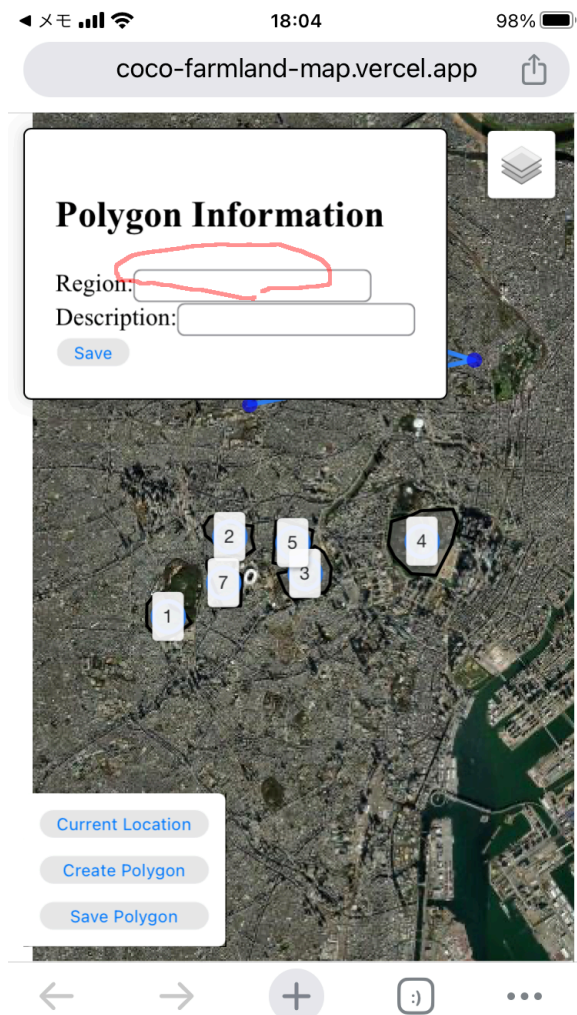 メモ
18:04
98%
coco-farmland-map.vercel.app
Polygon Information
Region:
Description:
Save
2
5
4
3
7
1
Current Location
Create Polygon
Save Polygon
:)